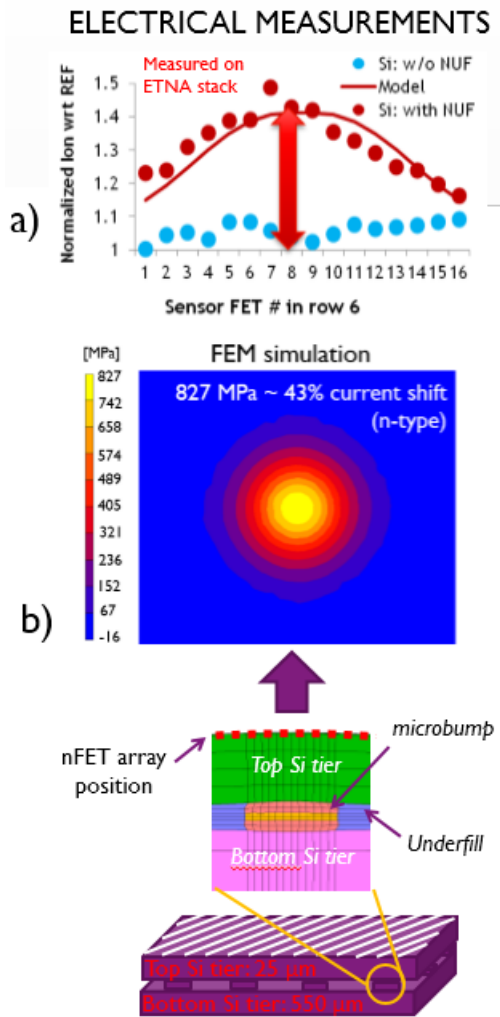 ELECTRICAL MEASUREMENTS
Measured on
ETNA stack
Si: w/o NUF
Model
Si: with NUF
Normalized Ion wrt REF
1.5
1.4
1.3
1.2
1.1
1
a)
1 2 3 4 5 6 7 8 9 10 11 12 13 14 15 16
Sensor FET # in row 6
[MPa]
FEM simulation
827 MPa ~ 43% current shift
(n-type)
827
742
658
574
489
405
321
236
152
67
-16
b)
microbump
nFET array
position
Top Si tier
Underfill
Bottom Si tier
Top Si tier: 25 µm
Bottom Si tier: 550 µm